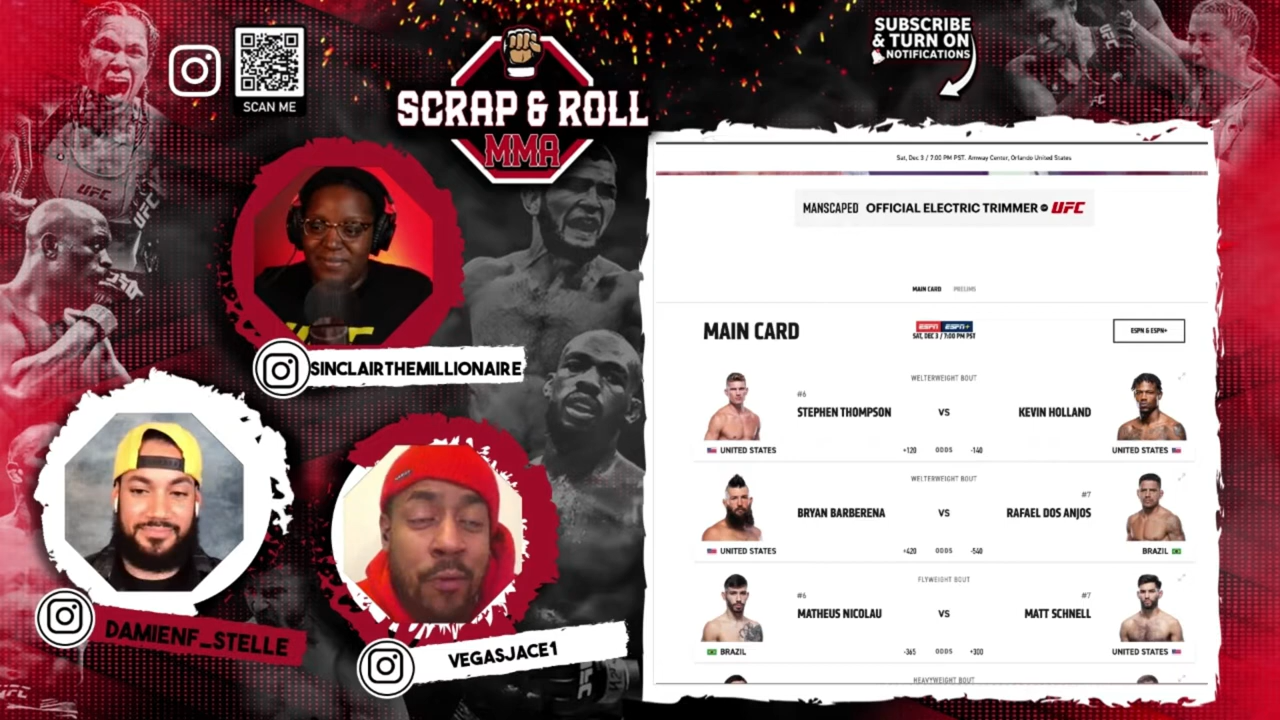 SCAN ME
SCRAP & ROLL
MMA
SUBSCRIBE
& TURN ON
NOTIFICATIONS
UFC
SINCLAIRTHEMILLIONAIRE
DAMIENF_STELLE
VEGASJACE1
Sat, Dec 3 / 7:00 PM PST. Amway Center, Orlando United States
MANSCAPED OFFICIAL ELECTRIC TRIMMER OF UFC
MAIN CARD PRELIMS
MAIN CARD
ESPN ESPN+
SAT, DEC 3 / 7:00 PM PST
ESPN & ESPN+
WELTERWEIGHT BOUT
#6
STEPHEN THOMPSON VS KEVIN HOLLAND
UNITED STATES +120 ODDS -140 UNITED STATES
WELTERWEIGHT BOUT
#7
BRYAN BARBERENA VS RAFAEL DOS ANJOS
UNITED STATES +420 ODDS -540 BRAZIL
FLYWEIGHT BOUT
#6 #7
MATHEUS NICOLAU VS MATT SCHNELL
BRAZIL -365 ODDS +300 UNITED STATES
HEAVYWEIGHT BOUT